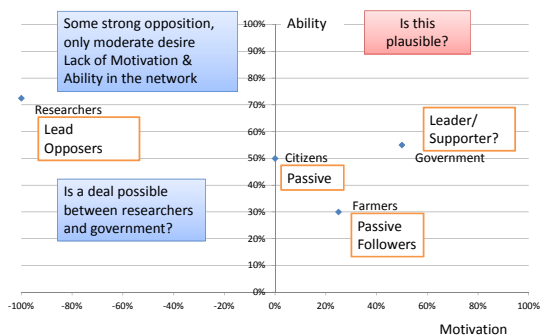 Some strong opposition,
only moderate desire
Lack of Motivation &
Ability in the network
100%
Ability
Is this
plausible?
90%
80%
70%
Researchers
Lead
Opposers
60%
Leader/
Supporter?
Government
50%
Citizens
Passive
40%
Is a deal possible
between researchers
and government?
30%
Farmers
Passive
Followers
20%
10%
0%
-100%
-80%
-60%
-40%
-20%
0%
20%
40%
60%
80%
100%
Motivation